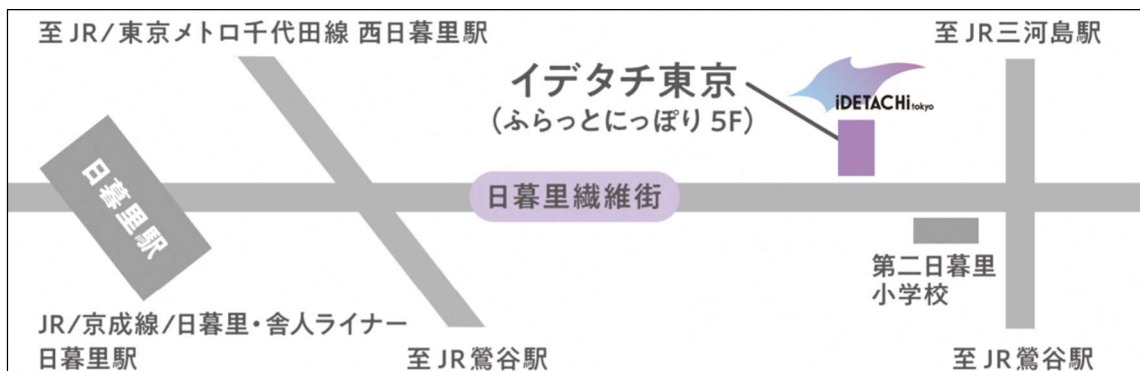 至JR/東京メトロ千代田線 西日暮里駅
至JR三河島駅
イデタチ東京
(ふらっとにっぽり 5F)
iDETACHi tokyo
日暮里駅
日暮里繊維街
第二日暮里
小学校
JR/京成線/日暮里・舎人ライナー
日暮里駅
至JR鶯谷駅
至JR鶯谷駅